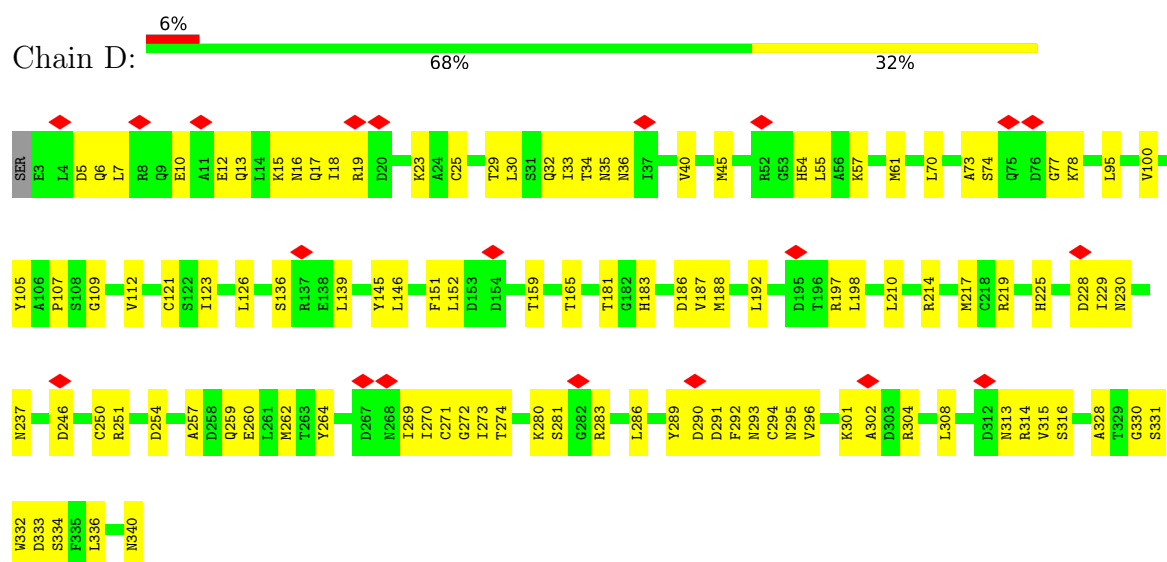 6%
Chain D:
68% 32%
SER E3 L4 D5 Q6 L7 R8 Q9 E10 A11 E12 Q13 L14 K15 N16 Q17 I18 R19 D20 K23 A24 C25 T29 L30 S31 Q32 I33 T34 N35 N36 I37 V40 M45 R52 G53 H54 L55 A56 K57 M61 L70 A73 S74 Q75 D76 G77 K78 L95 V100
Y105 A106 P107 S108 G109 V112 C121 S122 I123 L126 S136 R137 E138 L139 Y145 L146 F151 L152 D153 D154 T159 T165 T181 G182 H183 D186 V187 M188 L192 D195 T196 R197 L198 L210 R214 M217 C218 R219 H225 D228 I229 N230
N237 D246 C250 R251 D254 A257 D258 Q259 E260 L261 M262 T263 Y264 D267 N268 I269 I270 C271 G272 I273 T274 K280 S281 G282 R283 L286 Y289 D290 D291 F292 N293 C294 N295 V296 K301 A302 D303 R304 L308 D312 N313 R314 V315 S316 A328 T329 G330 S331
W332 D333 S334 F335 L336 N340